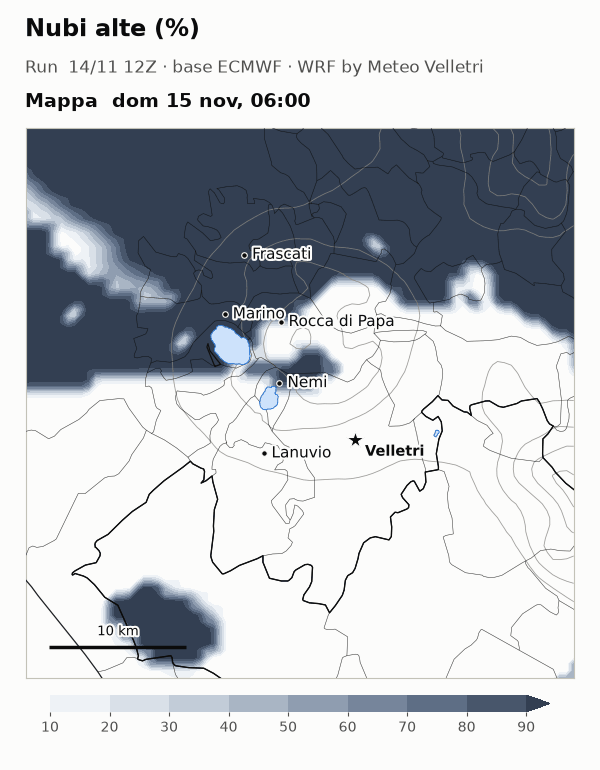 Nubi alte (%)
Run  14/11 12Z · base ECMWF · WRF by Meteo Velletri
Mappa  dom 15 nov, 06:00
Frascati
Marino
Rocca di Papa
Nemi
Velletri
Lanuvio
10 km
10 20 30 40 50 60 70 80 90